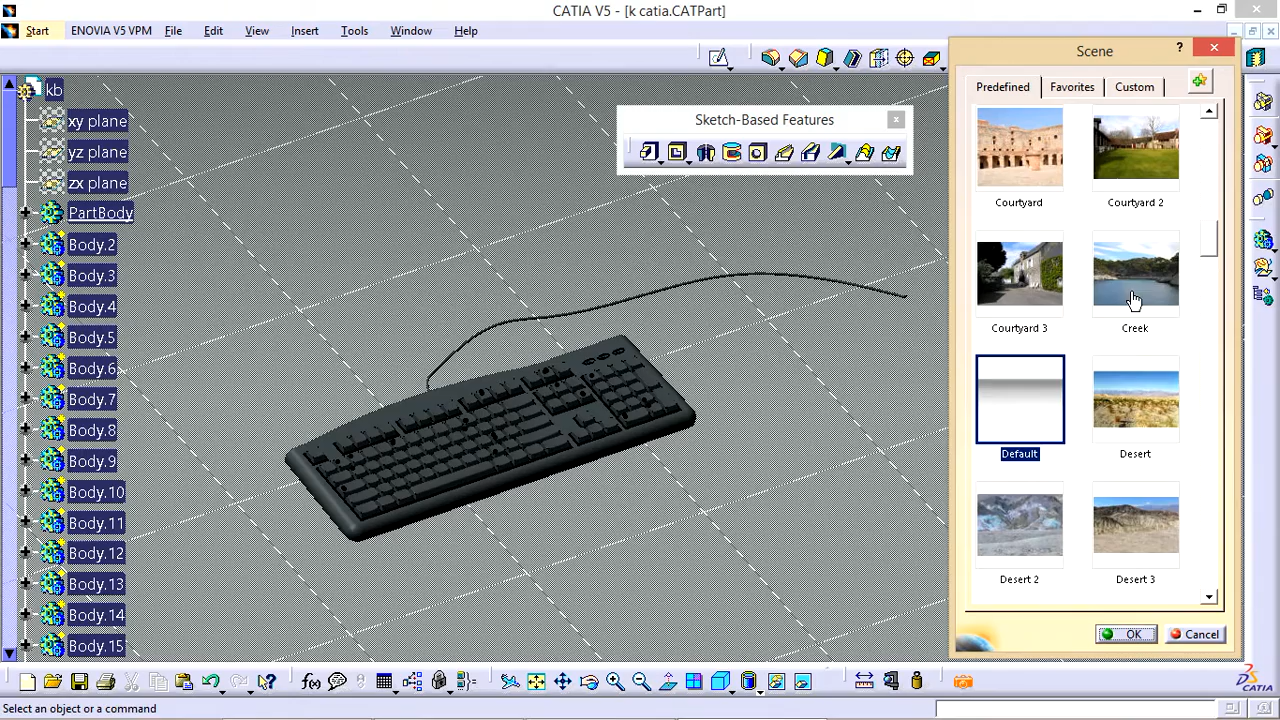 CATIA V5 - [k catia.CATPart]
Start
ENOVIA V5 VPM
File
Edit
View
Insert
Tools
Window
Help
kb
xy plane
yz plane
zx plane
PartBody
Body.2
Body.3
Body.4
Body.5
Body.6
Body.7
Body.8
Body.9
Body.10
Body.11
Body.12
Body.13
Body.14
Body.15
Sketch-Based Features
Scene
Predefined
Favorites
Custom
Courtyard
Courtyard 2
Courtyard 3
Creek
Default
Desert
Desert 2
Desert 3
OK
Cancel
f(x)
CATIA
Select an object or a command